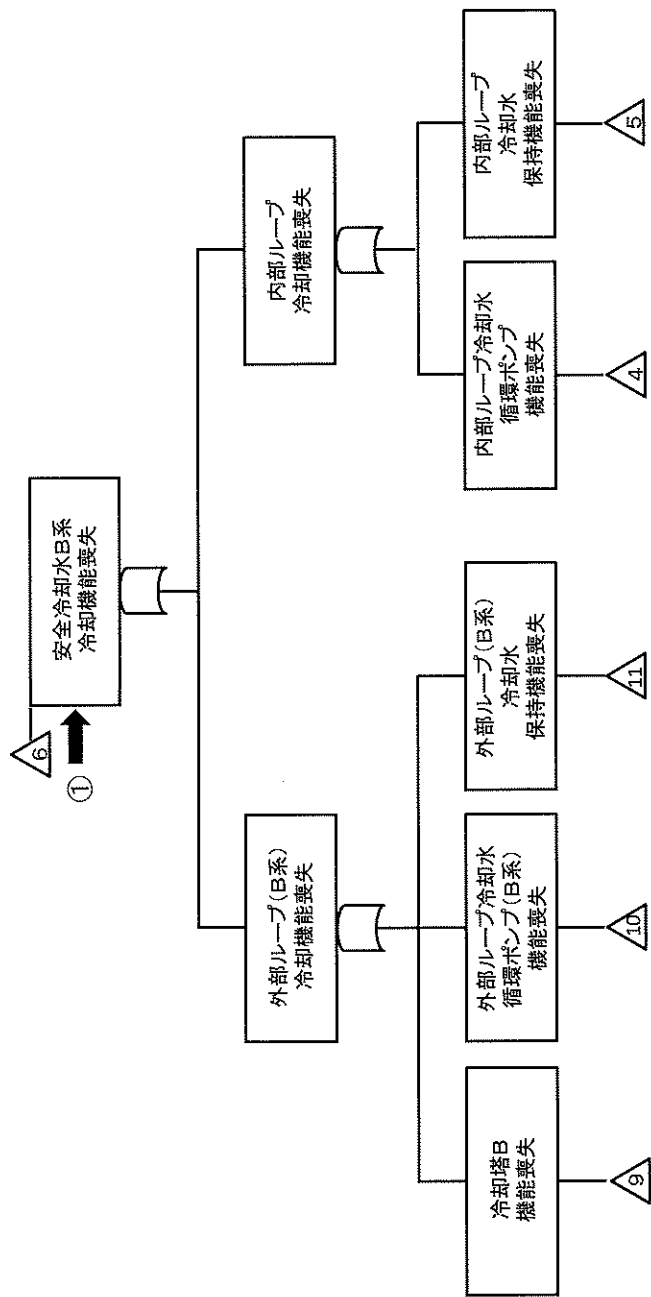 6
①
安全冷却水B系
冷却機能喪失
外部ループ(B系)
冷却機能喪失
内部ループ
冷却機能喪失
冷却塔B
機能喪失
外部ループ冷却水
循環ポンプ(B系)
機能喪失
外部ループ(B系)
冷却水
保持機能喪失
内部ループ冷却水
循環ポンプ
機能喪失
内部ループ
冷却水
保持機能喪失
9
10
11
4
5